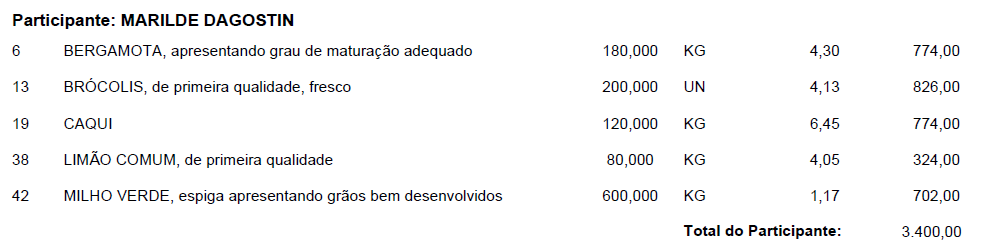 Participante: MARILDE DAGOSTIN
6 BERGAMOTA, apresentando grau de maturação adequado 180,000 KG 4,30 774,00
13 BRÓCOLIS, de primeira qualidade, fresco 200,000 UN 4,13 826,00
19 CAQUI 120,000 KG 6,45 774,00
38 LIMÃO COMUM, de primeira qualidade 80,000 KG 4,05 324,00
42 MILHO VERDE, espiga apresentando grãos bem desenvolvidos 600,000 KG 1,17 702,00
Total do Participante: 3.400,00